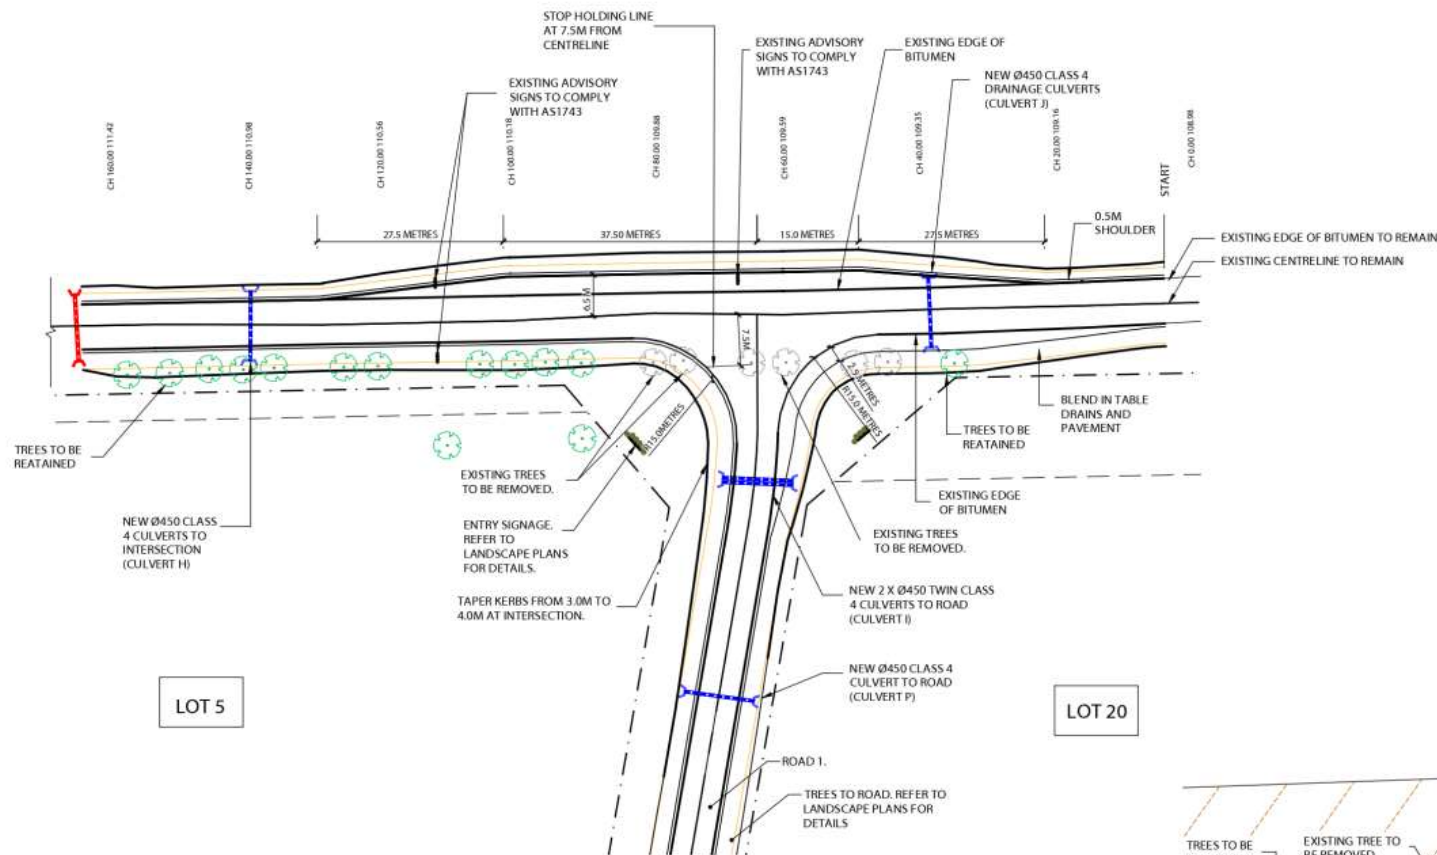 STOP HOLDING LINE
AT 7.5M FROM
CENTRELINE
EXISTING ADVISORY
SIGNS TO COMPLY
WITH AS1743
EXISTING EDGE OF
BITUMEN
EXISTING ADVISORY
SIGNS TO COMPLY
WITH AS1743
NEW Ø450 CLASS 4
DRAINAGE CULVERTS
(CULVERT J)
CH 160.00 111.42
CH 140.00 110.98
CH 120.00 110.56
CH 100.00 110.18
CH 80.00 109.88
CH 60.00 109.59
CH 40.00 109.35
CH 20.00 109.16
CH 0.00 108.98
START
27.5 METRES
37.50 METRES
15.0 METRES
27.5 METRES
0.5M
SHOULDER
EXISTING EDGE OF BITUMEN TO REMAIN
EXISTING CENTRELINE TO REMAIN
6.5 M
7.5M
2.5 METRES
R15.0 METRES
R15.0METRES
BLEND IN TABLE
DRAINS AND
PAVEMENT
TREES TO BE
REATAINED
TREES TO BE
REATAINED
EXISTING TREES
TO BE REMOVED.
EXISTING EDGE
OF BITUMEN
NEW Ø450 CLASS
4 CULVERTS TO
INTERSECTION
(CULVERT H)
ENTRY SIGNAGE.
REFER TO
LANDSCAPE PLANS
FOR DETAILS.
EXISTING TREES
TO BE REMOVED.
TAPER KERBS FROM 3.0M TO
4.0M AT INTERSECTION.
NEW 2 X Ø450 TWIN CLASS
4 CULVERTS TO ROAD
(CULVERT I)
NEW Ø450 CLASS 4
CULVERT TO ROAD
(CULVERT P)
LOT 5
LOT 20
ROAD 1.
TREES TO ROAD. REFER TO
LANDSCAPE PLANS FOR
DETAILS
TREES TO BE
EXISTING TREE TO
BE REMOVED